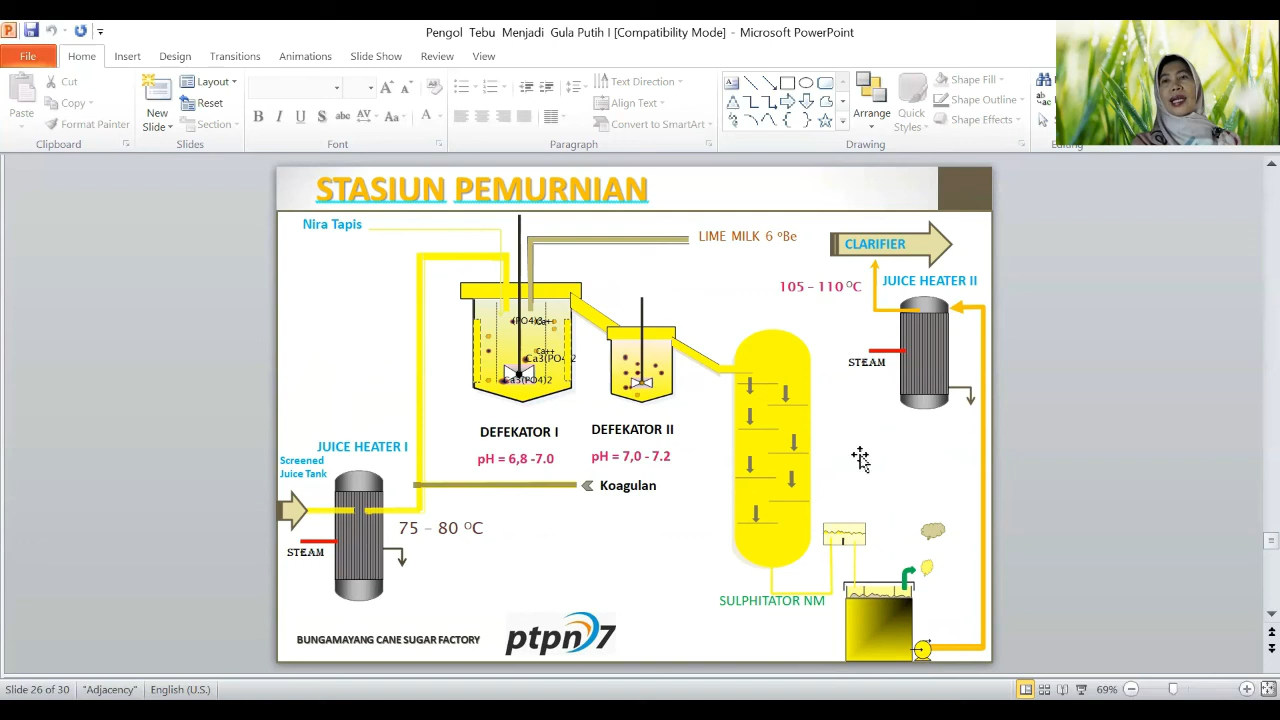 Pengol Tebu Menjadi Gula Putih I [Compatibility Mode] - Microsoft PowerPoint
File Home Insert Design Transitions Animations Slide Show Review View
Cut
Copy
Format Painter
Paste
Clipboard
New Slide
Layout
Reset
Section
Slides
Font
Text Direction
Align Text
Convert to SmartArt
Paragraph
Arrange
Quick Styles
Shape Fill
Shape Outline
Shape Effects
Drawing
Editing
STASIUN PEMURNIAN
Nira Tapis
LIME MILK 6 ºBe
CLARIFIER
105 – 110 ºC
JUICE HEATER II
STEAM
Ca++
Ca3(PO4)2
DEFEKATOR I
DEFEKATOR II
pH = 6,8 -7.0
pH = 7,0 - 7.2
JUICE HEATER I
Screened
Juice Tank
Koagulan
75 – 80 ºC
STEAM
SULPHITATOR NM
BUNGAMAYANG CANE SUGAR FACTORY
ptpn7
Slide 26 of 30
"Adjacency"
English (U.S.)
69%